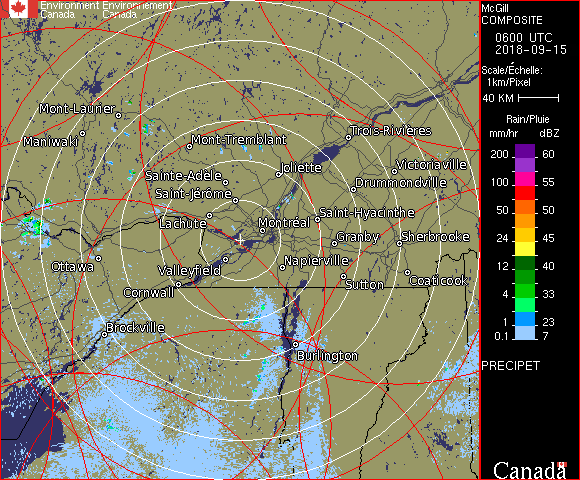 Environment Environnement
Canada Canada
McGill
COMPOSITE
0600 UTC
2018-09-15
Scale/Échelle:
1km/Pixel
40 KM
Rain/Pluie
mm/hr dBZ
200 60
100 55
50 50
24 45
12 40
4 33
1 23
0.1 7
PRECIPET
Canada
Mont-Laurier
Maniwaki
Mont-Tremblant
Trois-Rivières
Joliette
Victoriaville
Sainte-Adèle
Drummondville
Saint-Jérôme
Lachute
Saint-Hyacinthe
Montréal
Granby
Sherbrooke
Ottawa
Valleyfield
Napierville
Cornwall
Sutton
Coaticook
Brockville
Burlington